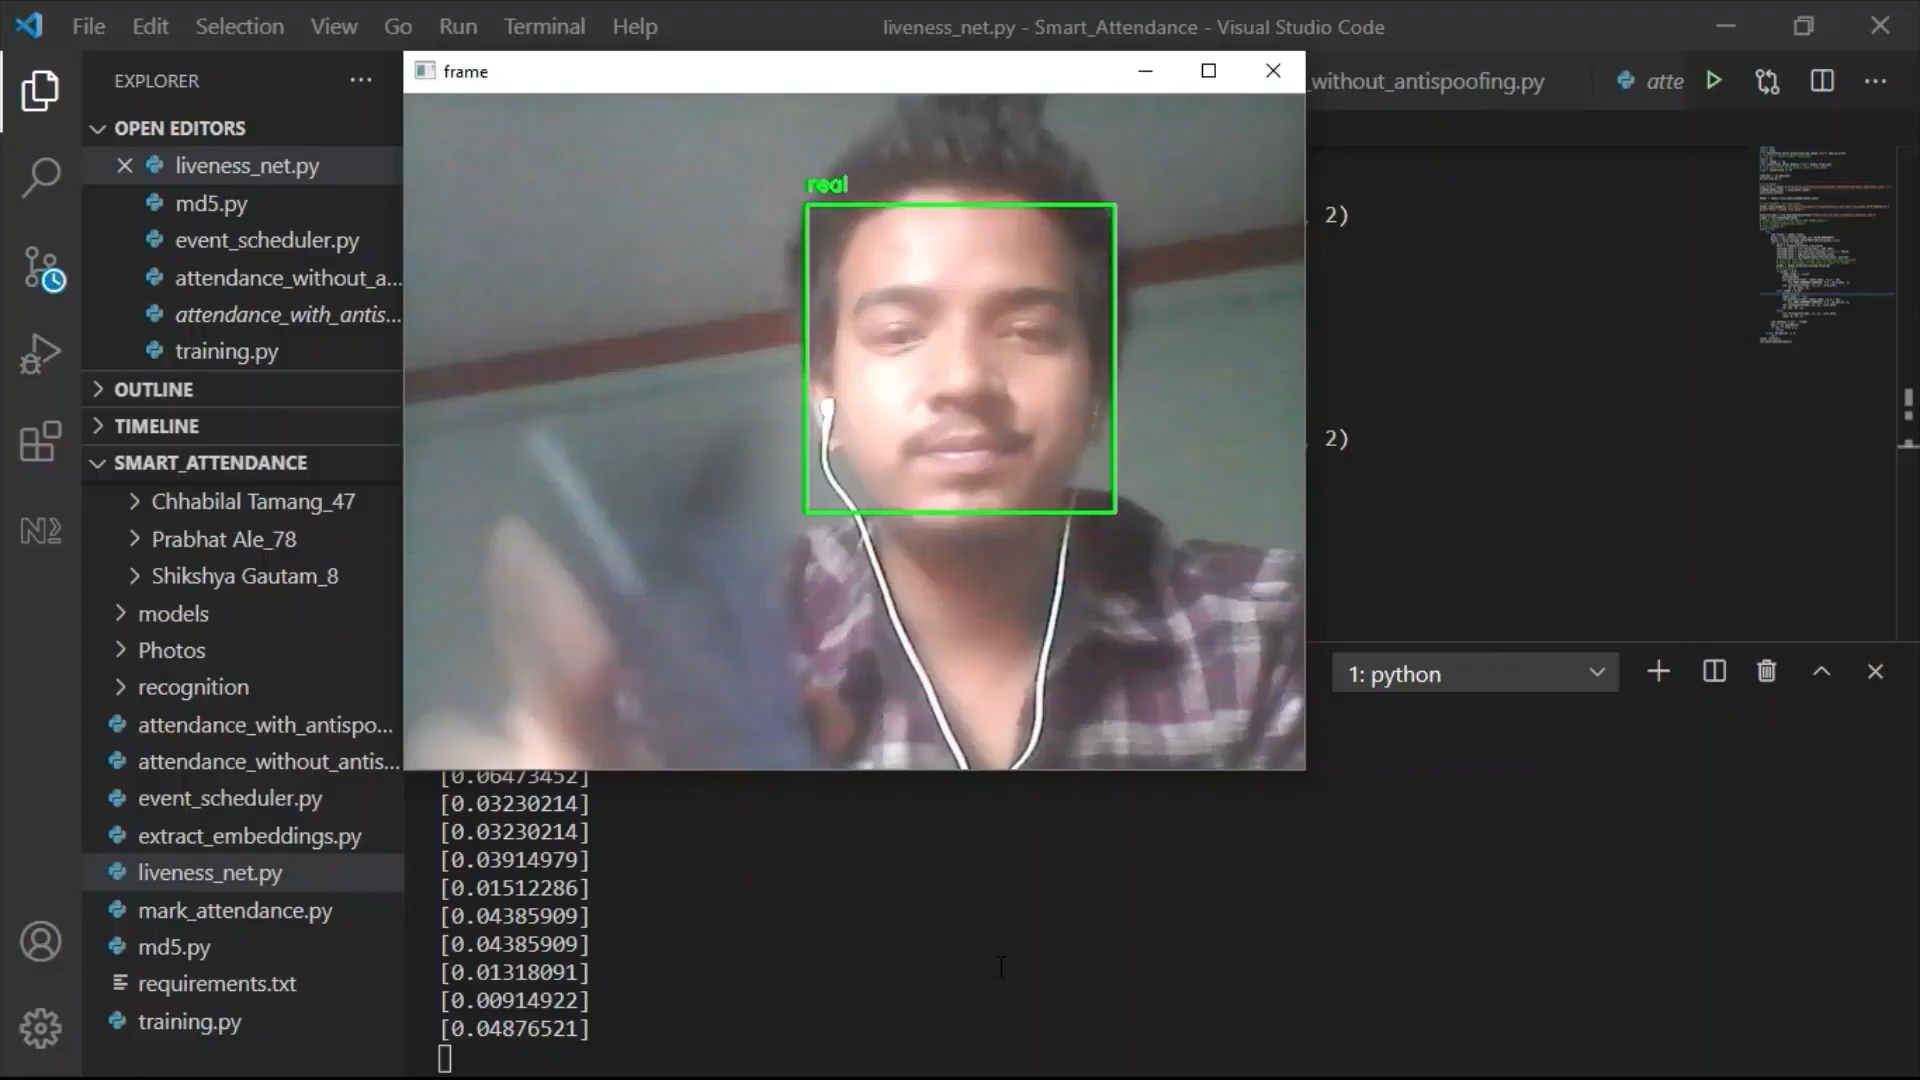 File Edit Selection View Go Run Terminal Help
liveness_net.py - Smart_Attendance - Visual Studio Code
EXPLORER
OPEN EDITORS
liveness_net.py
md5.py
event_scheduler.py
attendance_without_a...
attendance_with_antis...
training.py
OUTLINE
TIMELINE
SMART_ATTENDANCE
Chhabilal Tamang_47
Prabhat Ale_78
Shikshya Gautam_8
models
Photos
recognition
attendance_with_antispo...
attendance_without_antis...
event_scheduler.py
extract_embeddings.py
liveness_net.py
mark_attendance.py
md5.py
requirements.txt
training.py
frame
real
_without_antispoofing.py
atte
, 2)
, 2)
1: python
[0.06473452]
[0.03230214]
[0.03230214]
[0.03914979]
[0.01512286]
[0.04385909]
[0.04385909]
[0.01318091]
[0.00914922]
[0.04876521]